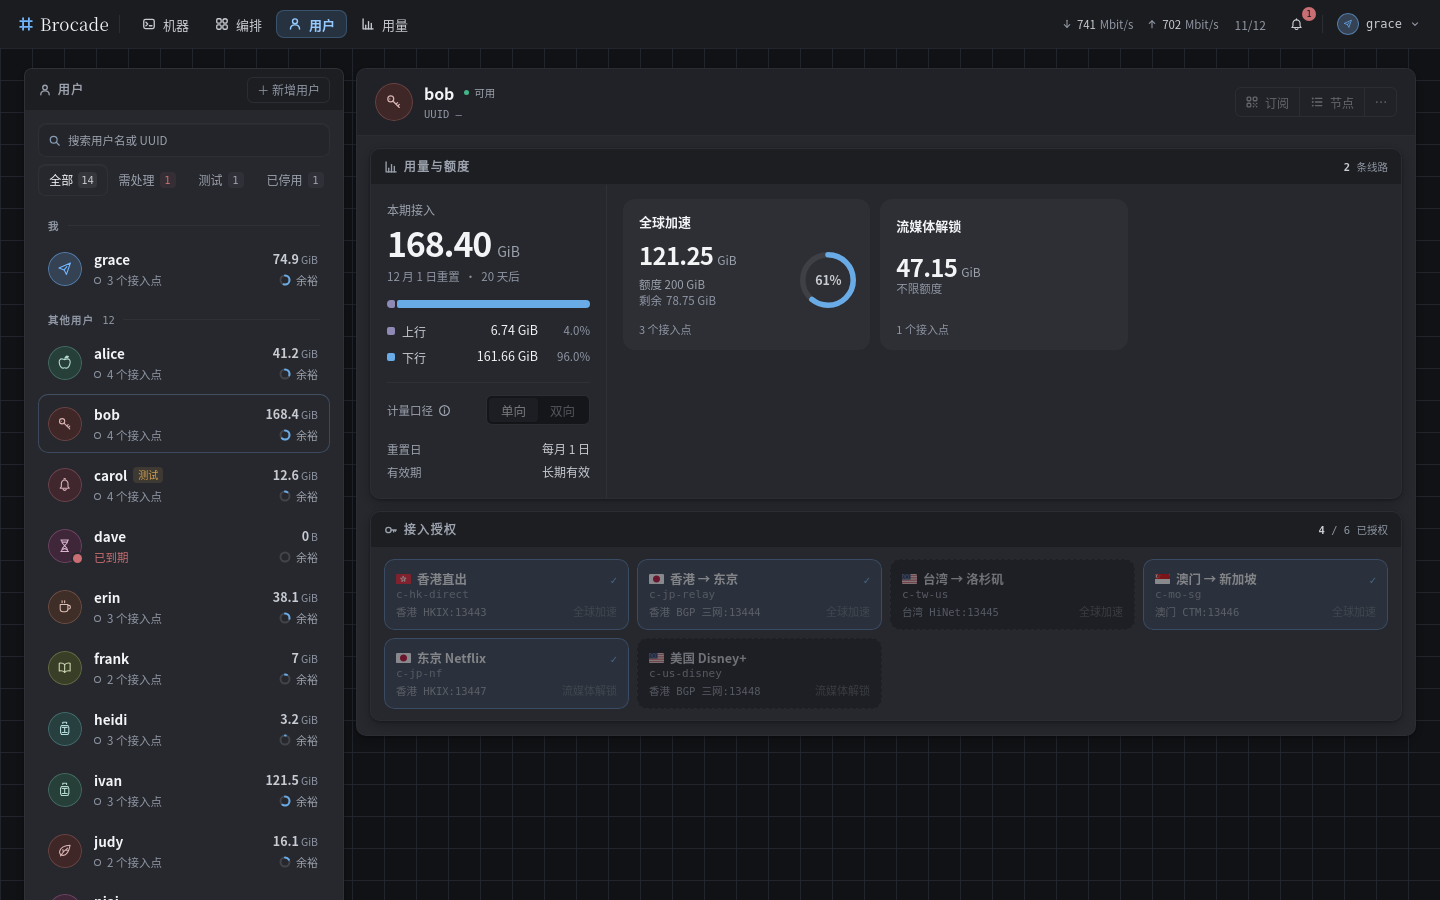 Brocade
机器
编排
用户
用量
741 Mbit/s
702 Mbit/s
11/12
1
grace
用户
新增用户
搜索用户名或 UUID
全部 14
需处理 1
测试 1
已停用 1
我
grace
74.9 GiB
3 个接入点
余裕
其他用户 12
alice
41.2 GiB
4 个接入点
余裕
bob
168.4 GiB
4 个接入点
余裕
carol 测试
12.6 GiB
4 个接入点
余裕
dave
0 B
已到期
余裕
erin
38.1 GiB
3 个接入点
余裕
frank
7 GiB
2 个接入点
余裕
heidi
3.2 GiB
3 个接入点
余裕
ivan
121.5 GiB
3 个接入点
余裕
judy
16.1 GiB
2 个接入点
余裕
bob
可用
UUID —
订阅
节点
···
用量与额度
2 条线路
本期接入
168.40 GiB
12 月 1 日重置 · 20 天后
上行 6.74 GiB 4.0%
下行 161.66 GiB 96.0%
计量口径
单向
双向
重置日 每月 1 日
有效期 长期有效
全球加速
121.25 GiB
额度 200 GiB
剩余 78.75 GiB
61%
3 个接入点
流媒体解锁
47.15 GiB
不限额度
1 个接入点
接入授权
4 / 6 已授权
香港直出 ✓
c-hk-direct
香港 HKIX:13443 全球加速
香港 → 东京 ✓
c-jp-relay
香港 BGP 三网:13444 全球加速
台湾 → 洛杉矶
c-tw-us
台湾 HiNet:13445 全球加速
澳门 → 新加坡 ✓
c-mo-sg
澳门 CTM:13446 全球加速
东京 Netflix ✓
c-jp-nf
香港 HKIX:13447 流媒体解锁
美国 Disney+
c-us-disney
香港 BGP 三网:13448 流媒体解锁